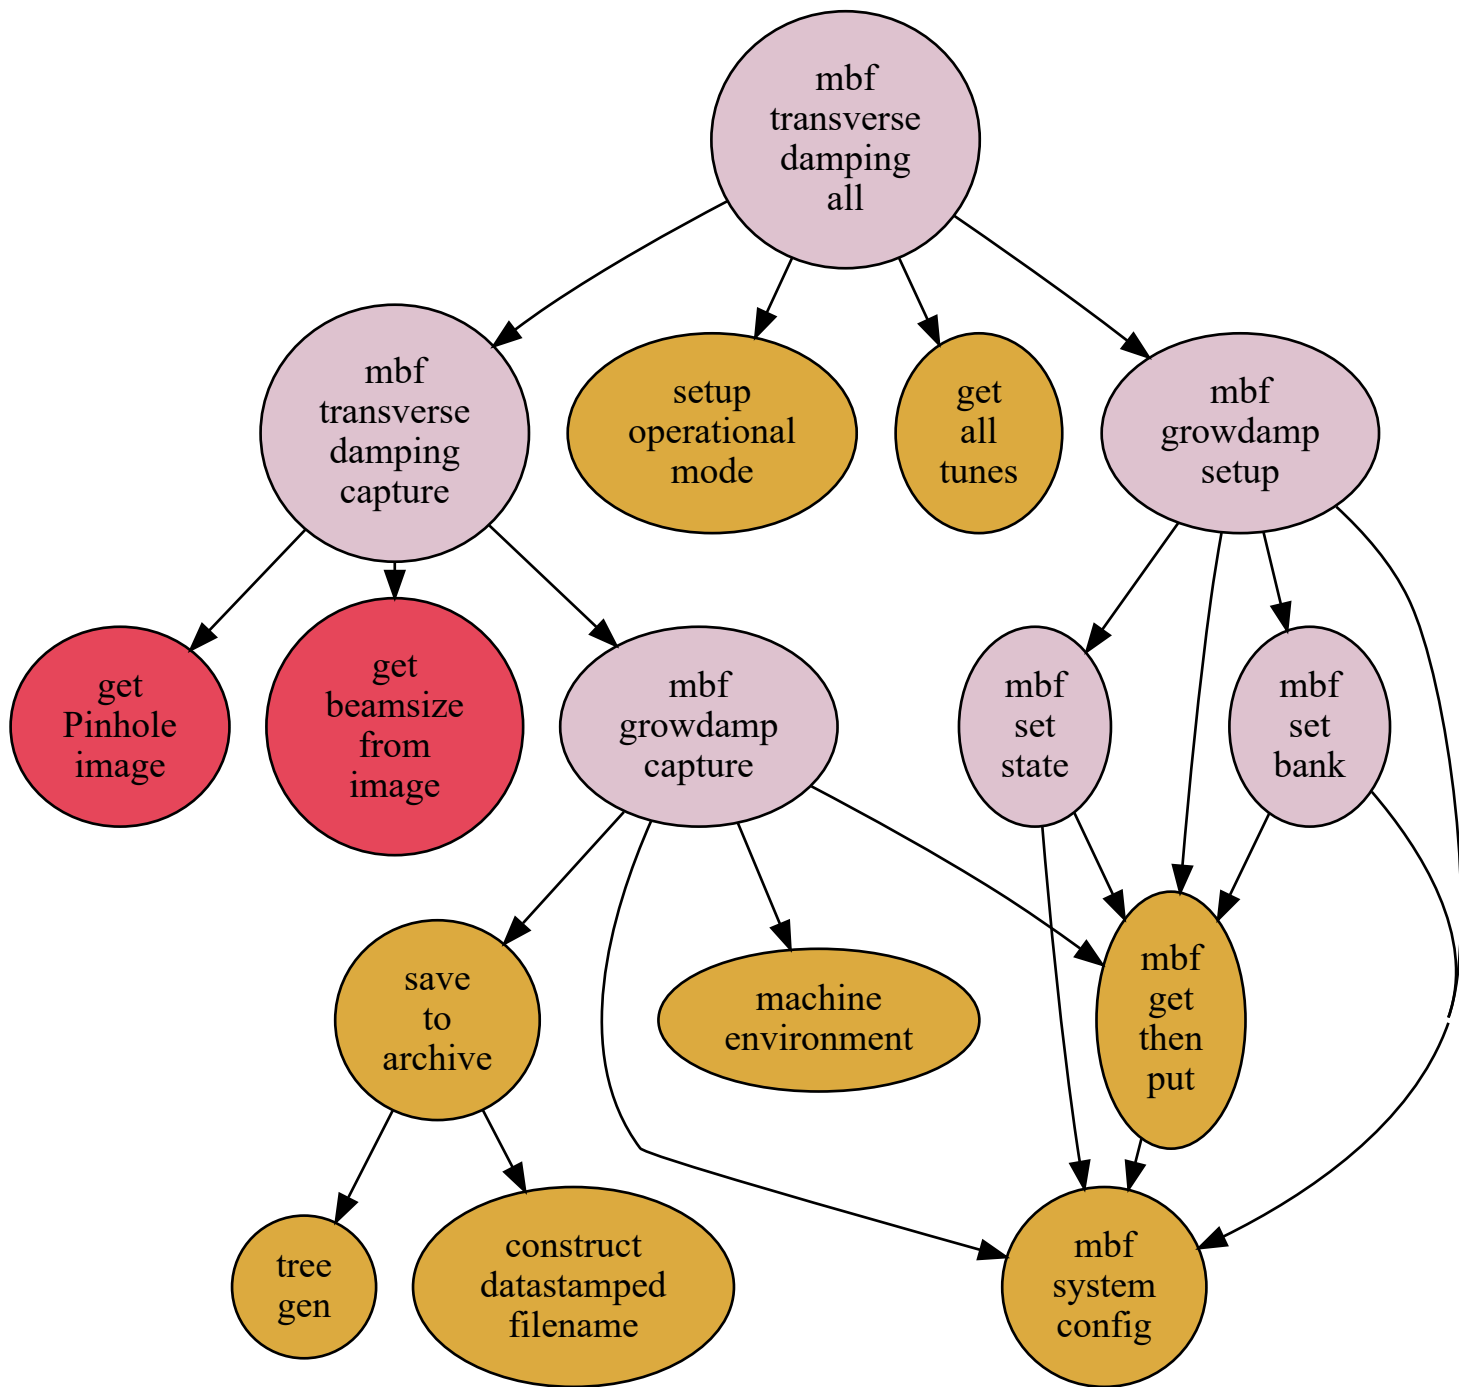 mbf
transverse
damping
all
mbf
transverse
damping
capture
setup
operational
mode
get
all
tunes
mbf
growdamp
setup
get
Pinhole
image
get
beamsize
from
image
mbf
growdamp
capture
mbf
set
state
mbf
set
bank
save
to
archive
machine
environment
mbf
get
then
put
tree
gen
construct
datastamped
filename
mbf
system
config